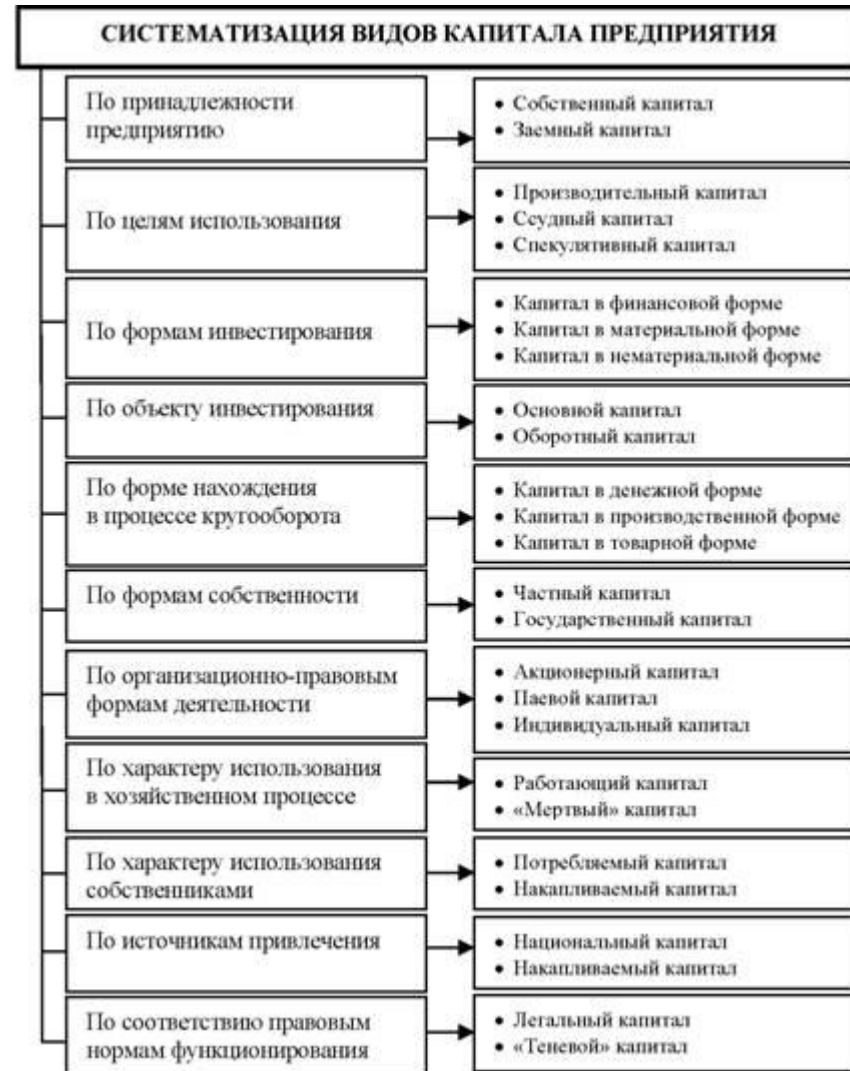 СИСТЕМАТИЗАЦИЯ ВИДОВ КАПИТАЛА ПРЕДПРИЯТИЯ
По принадлежности
предприятию
• Собственный капитал
• Заемный капитал
По целям использования
• Производительный капитал
• Ссудный капитал
• Спекулятивный капитал
По формам инвестирования
• Капитал в финансовой форме
• Капитал в материальной форме
• Капитал в нематериальной форме
По объекту инвестирования
• Основной капитал
• Оборотный капитал
По форме нахождения
в процессе кругооборота
• Капитал в денежной форме
• Капитал в производственной форме
• Капитал в товарной форме
По формам собственности
• Частный капитал
• Государственный капитал
По организационно-правовым
формам деятельности
• Акционерный капитал
• Паевой капитал
• Индивидуальный капитал
По характеру использования
в хозяйственном процессе
• Работающий капитал
• «Мертвый» капитал
По характеру использования
собственниками
• Потребляемый капитал
• Накапливаемый капитал
По источникам привлечения
• Национальный капитал
• Накапливаемый капитал
По соответствию правовым
нормам функционирования
• Легальный капитал
• «Теневой» капитал